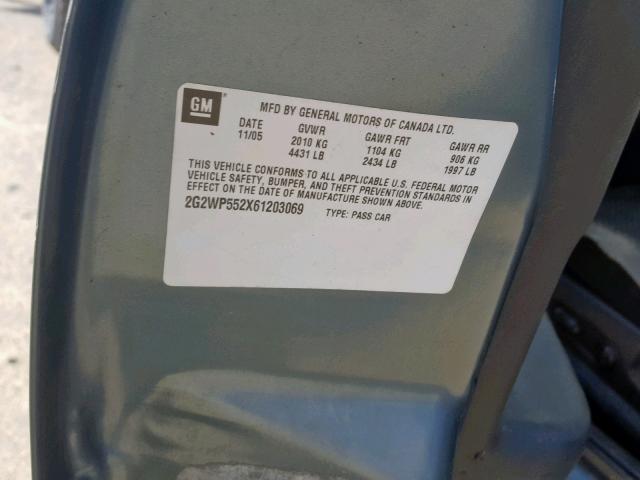 GM
MFD BY GENERAL MOTORS OF CANADA LTD.
DATE GVWR GAWR FRT GAWR RR
11/05 2010 KG 1104 KG 906 KG
4431 LB 2434 LB 1997 LB
THIS VEHICLE CONFORMS TO ALL APPLICABLE U.S. FEDERAL MOTOR
VEHICLE SAFETY, BUMPER, AND THEFT PREVENTION STANDARDS IN
EFFECT ON THE DATE OF MANUFACTURE SHOWN ABOVE.
2G2WP552X61203069 TYPE: PASS CAR